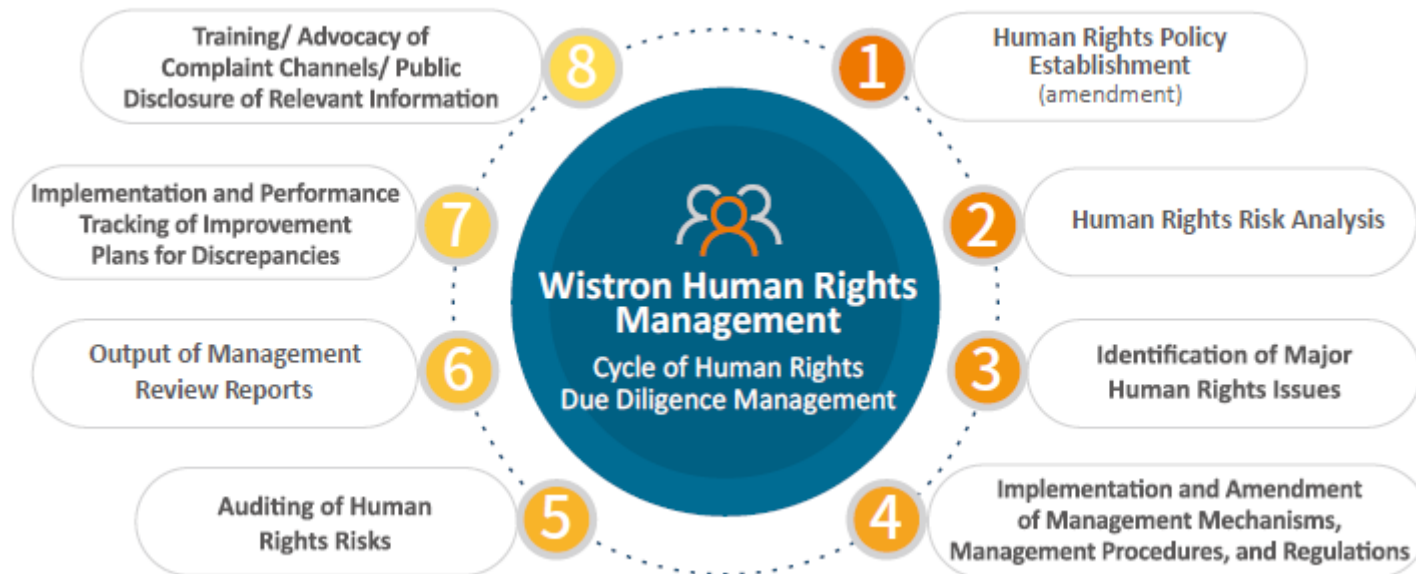 Wistron Human Rights
Management
Cycle of Human Rights
Due Diligence Management
1
Human Rights Policy
Establishment
(amendment)
2
Human Rights Risk Analysis
3
Identification of Major
Human Rights Issues
4
Implementation and Amendment
of Management Mechanisms,
Management Procedures, and Regulations
5
Auditing of Human
Rights Risks
6
Output of Management
Review Reports
7
Implementation and Performance
Tracking of Improvement
Plans for Discrepancies
8
Training/ Advocacy of
Complaint Channels/ Public
Disclosure of Relevant Information